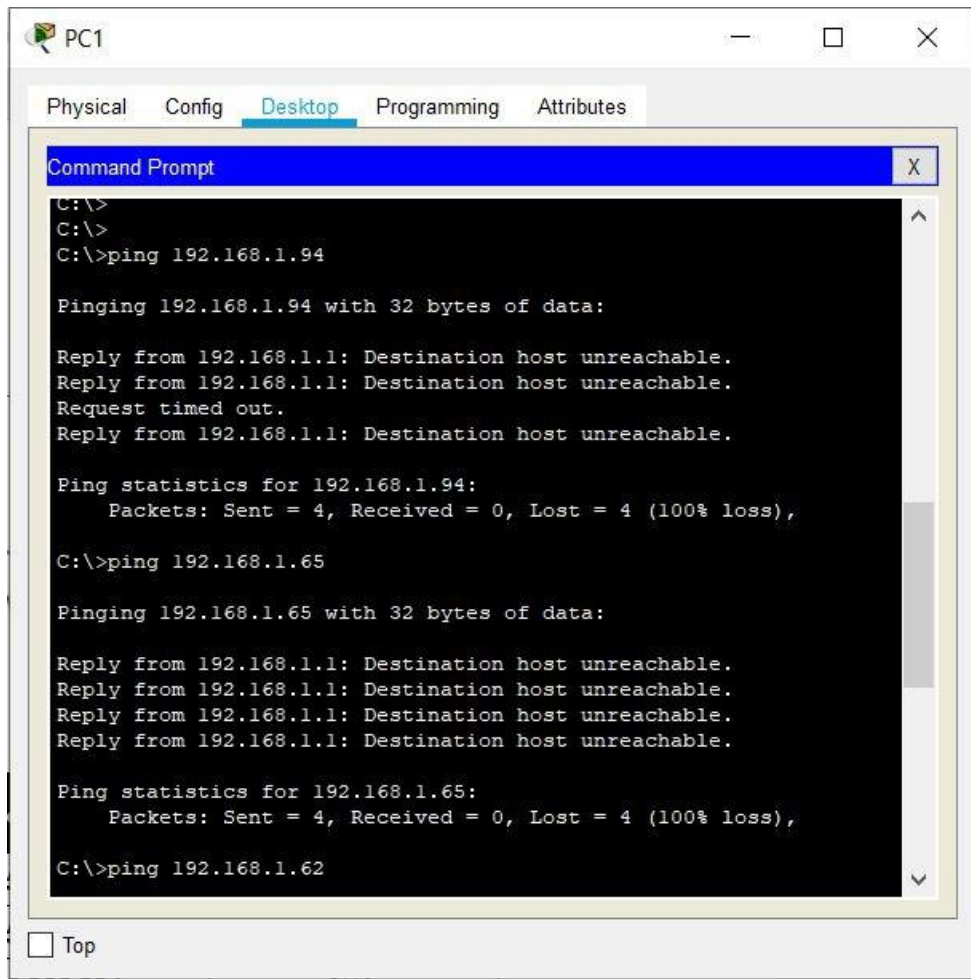 PC1
Physical Config Desktop Programming Attributes
Command Prompt
X
C:\>
C:\>
C:\>ping 192.168.1.94
Pinging 192.168.1.94 with 32 bytes of data:
Reply from 192.168.1.1: Destination host unreachable.
Reply from 192.168.1.1: Destination host unreachable.
Request timed out.
Reply from 192.168.1.1: Destination host unreachable.
Ping statistics for 192.168.1.94:
Packets: Sent = 4, Received = 0, Lost = 4 (100% loss),
C:\>ping 192.168.1.65
Pinging 192.168.1.65 with 32 bytes of data:
Reply from 192.168.1.1: Destination host unreachable.
Reply from 192.168.1.1: Destination host unreachable.
Reply from 192.168.1.1: Destination host unreachable.
Reply from 192.168.1.1: Destination host unreachable.
Ping statistics for 192.168.1.65:
Packets: Sent = 4, Received = 0, Lost = 4 (100% loss),
C:\>ping 192.168.1.62
Top